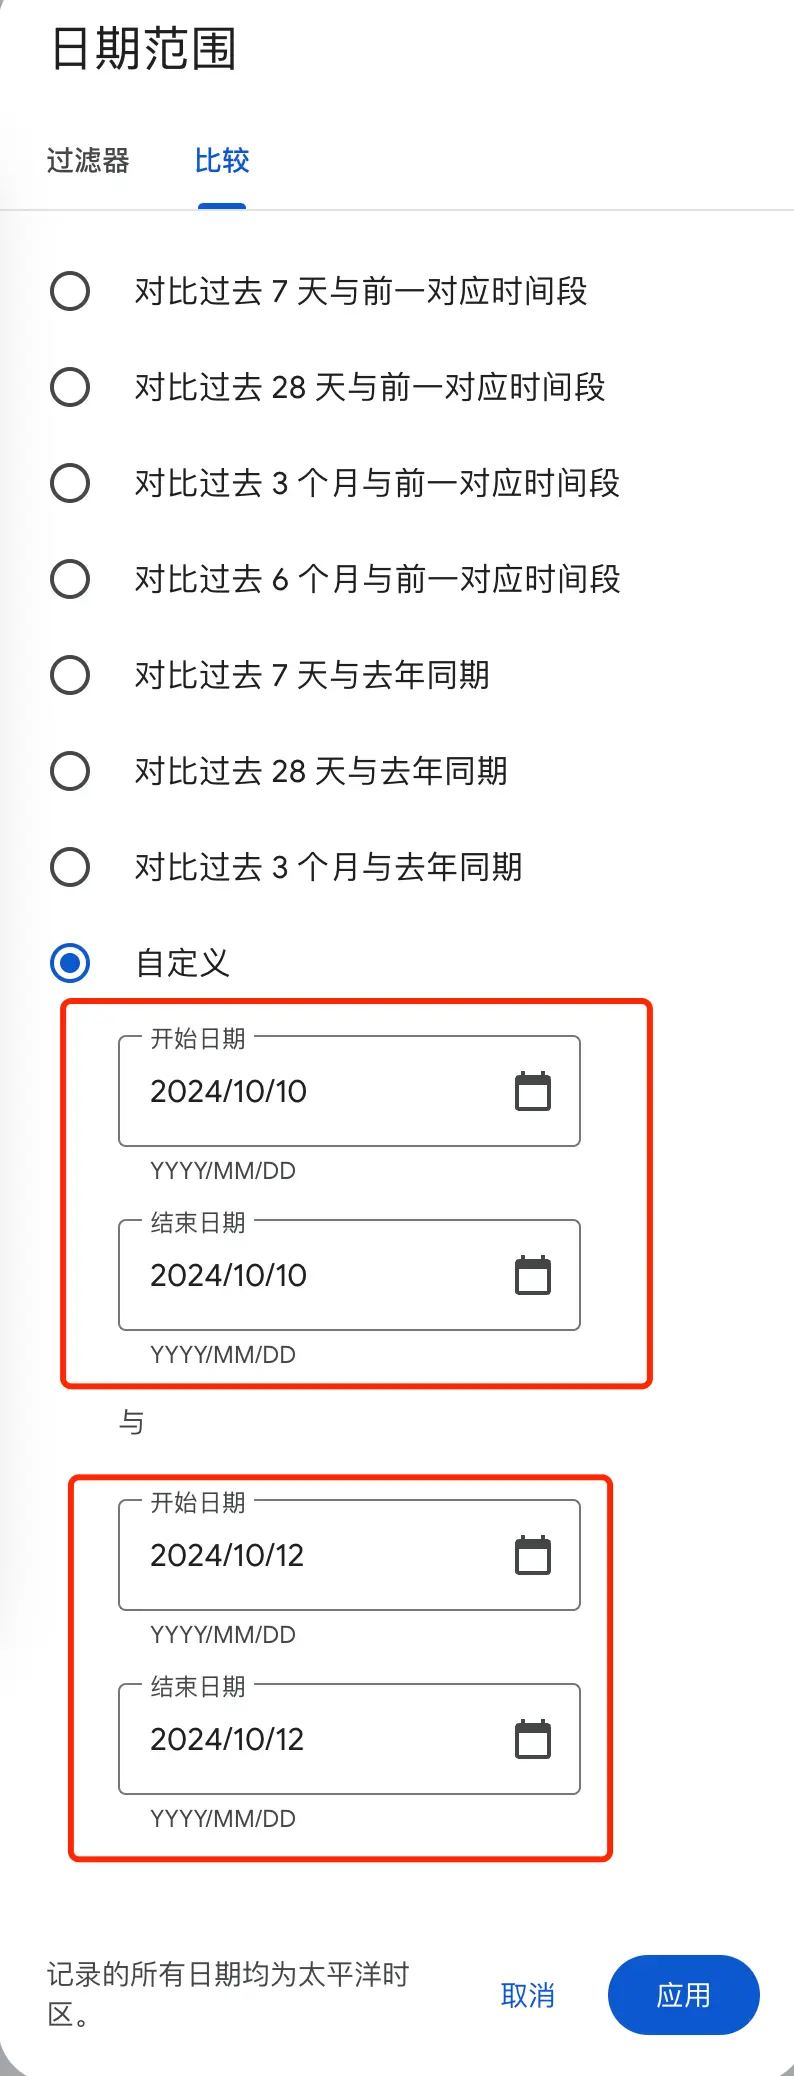 日期范围
过滤器 比较
对比过去 7 天与前一对应时间段
对比过去 28 天与前一对应时间段
对比过去 3 个月与前一对应时间段
对比过去 6 个月与前一对应时间段
对比过去 7 天与去年同期
对比过去 28 天与去年同期
对比过去 3 个月与去年同期
自定义
开始日期
2024/10/10
YYYY/MM/DD
结束日期
2024/10/10
YYYY/MM/DD
与
开始日期
2024/10/12
YYYY/MM/DD
结束日期
2024/10/12
YYYY/MM/DD
记录的所有日期均为太平洋时
区。
取消 应用